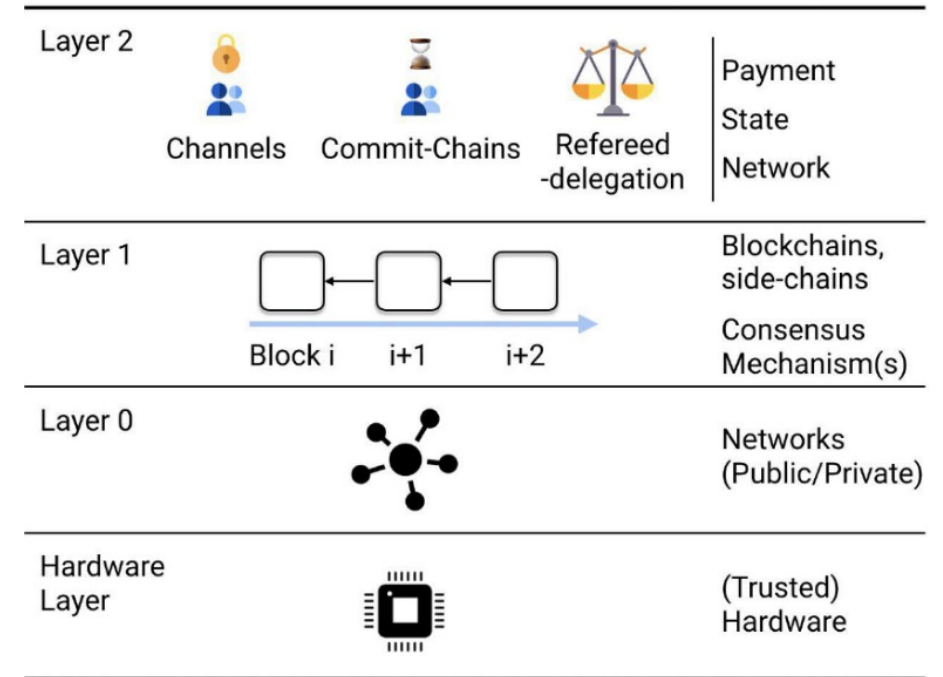 Layer 2
Channels
Commit-Chains
Refereed
-delegation
Payment
State
Network
Layer 1
Block i
i+1
i+2
Blockchains,
side-chains
Consensus
Mechanism(s)
Layer 0
Networks
(Public/Private)
Hardware
Layer
(Trusted)
Hardware